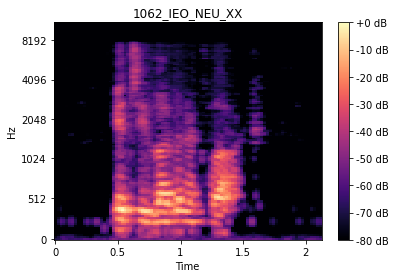 1062_IEO_NEU_XX
+0 dB
8192
-10 dB
-20 dB
4096
-30 dB
Hz
2048
-40 dB
1024
-50 dB
512
-60 dB
-70 dB
0
-80 dB
0 0.5 1 1.5 2
Time